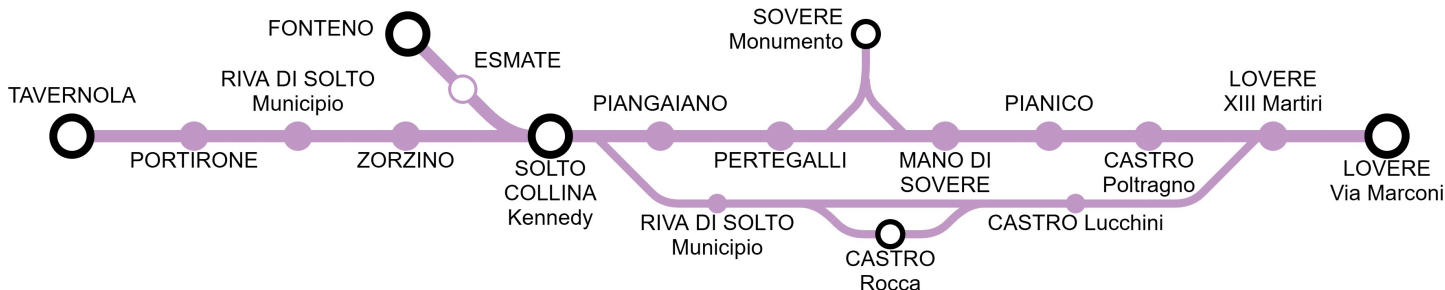 TAVERNOLA
PORTIRONE
RIVA DI SOLTO
Municipio
ZORZINO
FONTENO
ESMATE
SOLTO
COLLINA
Kennedy
PIANGAIANO
PERTEGALLI
SOVERE
Monumento
MANO DI
SOVERE
PIANICO
CASTRO
Poltragno
LOVERE
XIII Martiri
LOVERE
Via Marconi
RIVA DI SOLTO
Municipio
CASTRO
Rocca
CASTRO Lucchini